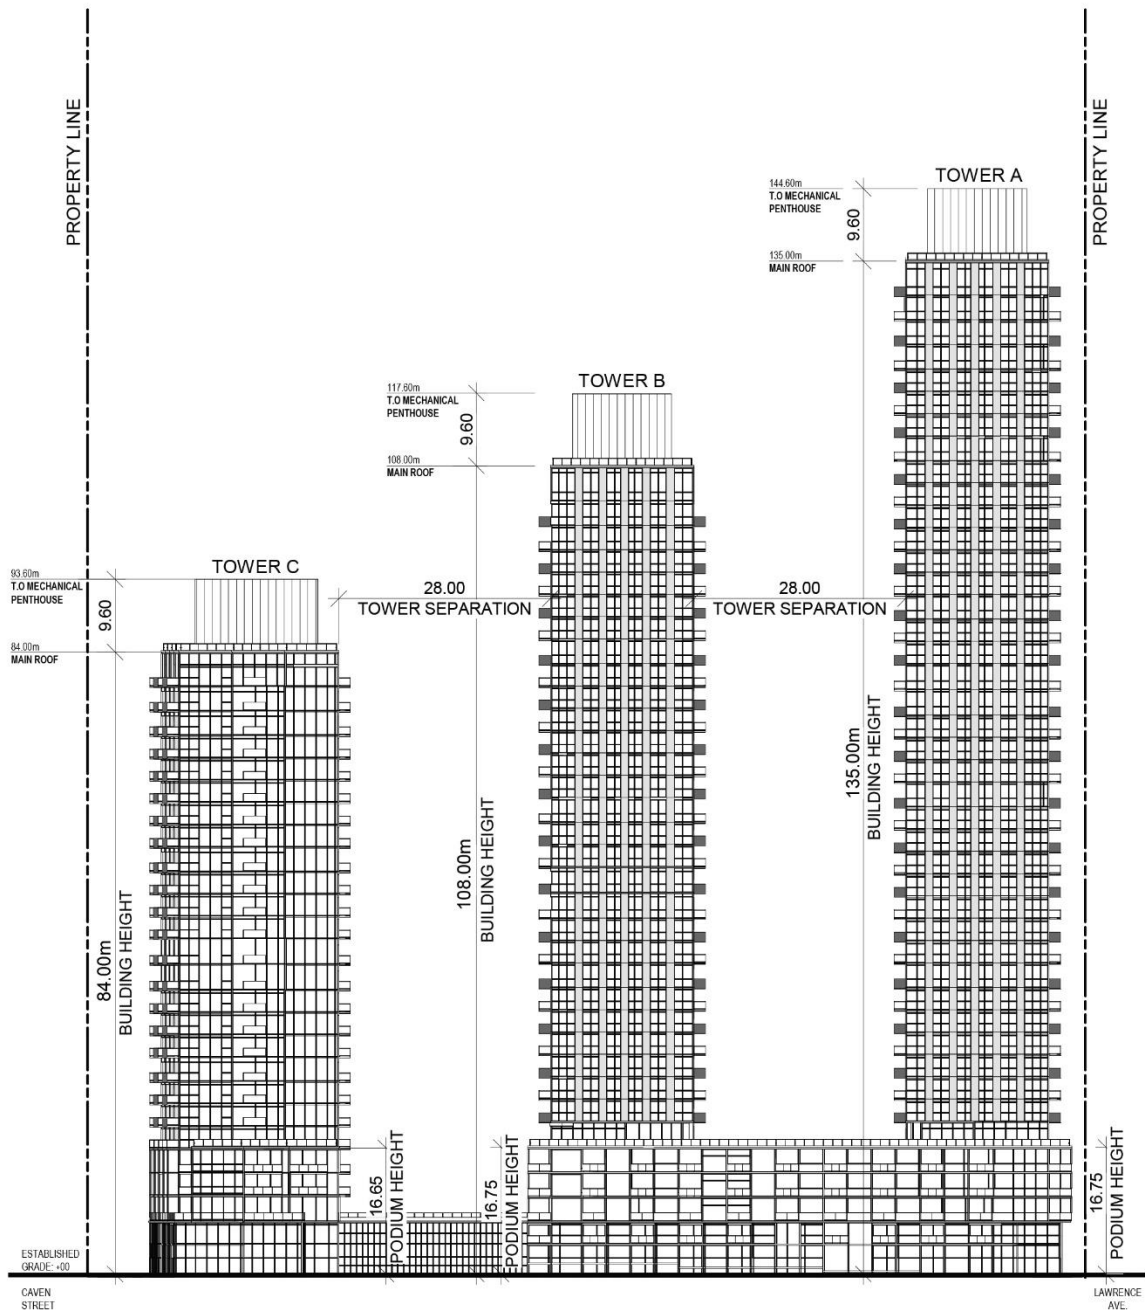 PROPERTY LINE
PROPERTY LINE
TOWER A
144.60m
T.O MECHANICAL
PENTHOUSE
9.60
135.00m
MAIN ROOF
TOWER B
117.60m
T.O MECHANICAL
PENTHOUSE
9.60
108.00m
MAIN ROOF
TOWER C
93.60m
T.O MECHANICAL
PENTHOUSE
9.60
84.00m
MAIN ROOF
28.00
TOWER SEPARATION
28.00
TOWER SEPARATION
84.00m
BUILDING HEIGHT
108.00m
BUILDING HEIGHT
135.00m
BUILDING HEIGHT
16.65
PODIUM HEIGHT
16.75
PODIUM HEIGHT
16.75
PODIUM HEIGHT
ESTABLISHED
GRADE: +00
CAVEN
STREET
LAWRENCE
AVE.